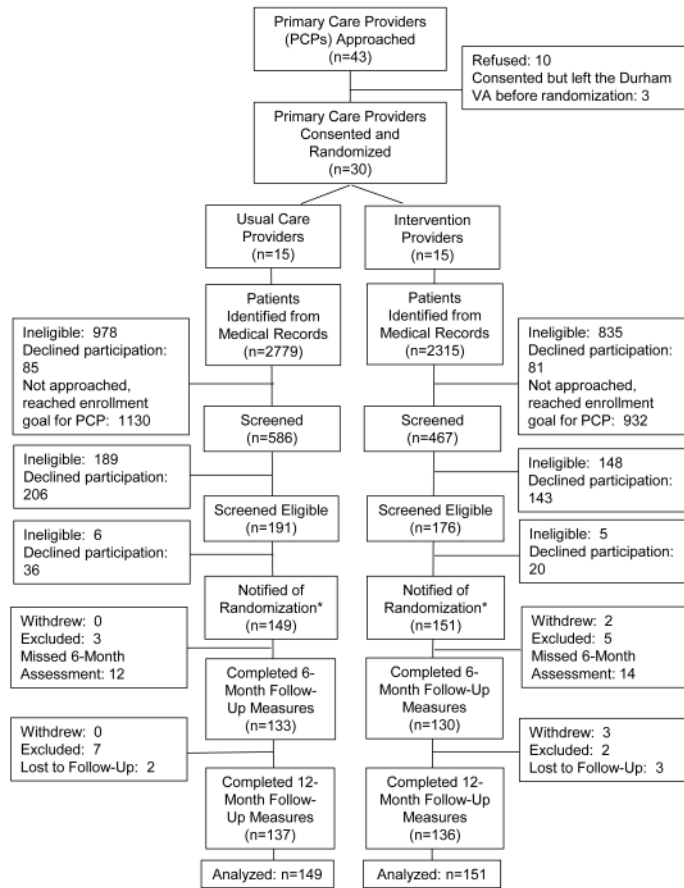 Primary Care Providers
(PCPs) Approached
(n=43)
Refused: 10
Consented but left the Durham
VA before randomization: 3
Primary Care Providers
Consented and
Randomized
(n=30)
Usual Care
Providers
(n=15)
Intervention
Providers
(n=15)
Patients
Identified from
Medical Records
(n=2779)
Patients
Identified from
Medical Records
(n=2315)
Ineligible: 978
Declined participation:
85
Not approached,
reached enrollment
goal for PCP: 1130
Ineligible: 835
Declined participation:
81
Not approached,
reached enrollment
goal for PCP: 932
Screened
(n=586)
Screened
(n=467)
Ineligible: 189
Declined participation:
206
Ineligible: 148
Declined participation:
143
Screened Eligible
(n=191)
Screened Eligible
(n=176)
Ineligible: 6
Declined participation:
36
Ineligible: 5
Declined participation:
20
Notified of
Randomization*
(n=149)
Notified of
Randomization*
(n=151)
Withdrew: 0
Excluded: 3
Missed 6-Month
Assessment: 12
Withdrew: 2
Excluded: 5
Missed 6-Month
Assessment: 14
Completed 6-
Month Follow-
Up Measures
(n=133)
Completed 6-
Month Follow-Up
Measures
(n=130)
Withdrew: 0
Excluded: 7
Lost to Follow-Up: 2
Withdrew: 3
Excluded: 2
Lost to Follow-Up: 3
Completed 12-
Month Follow-
Up Measures
(n=137)
Completed 12-
Month Follow-Up
Measures
(n=136)
Analyzed: n=149
Analyzed: n=151